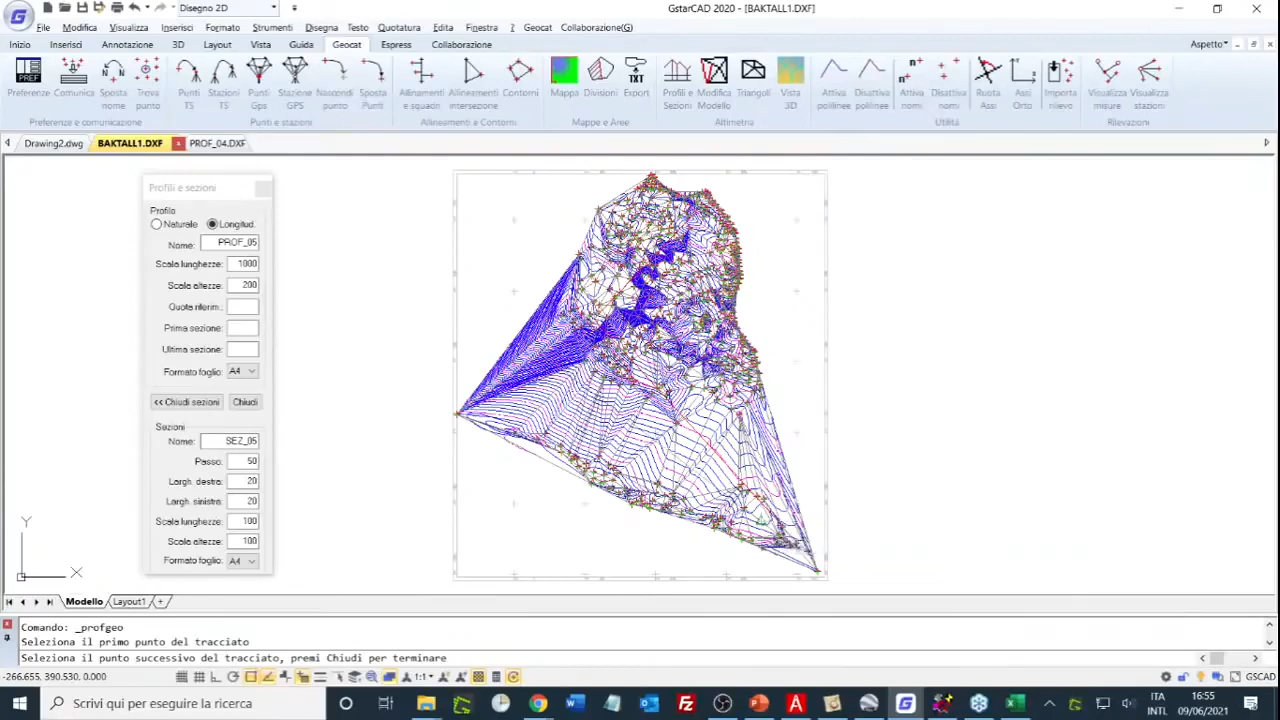 Disegno 2D
GstarCAD 2020 - [BAKTALL1.DXF]
File Modifica Visualizza Inserisci Formato Strumenti Disegna Testo Quotatura Edita Finestra ? Geocat Collaborazione(G)
Inizio Inserisci Annotazione 3D Layout Vista Guida Geocat Espress Collaborazione Aspetto
PREF TXT
Preferenze Comunica Sposta nome Trova punto Punti TS Stazioni TS Punti Gps Stazione GPS Nascondi punto Sposta Punti Allineamenti e squadri Allineamenti intersezione Contorni Mappa Divisioni Export Profili e Sezioni Modifica Modello Triangoli Vista 3D Attiva polilinee Disattiva polilinee Attiva nomi Disattiva nomi Ruota Assi Assi Orto Importa rilievo Visualizza misure Visualizza stazioni
Preferenze e comunicazione Punti e stazioni Allineamenti e Contorni Mappe e Aree Altimetria Utilità Rilevazioni
Drawing2.dwg BAKTALL1.DXF PROF_04.DXF
Profili e sezioni
Profilo
Naturale Longitud.
Nome: PROF_05
Scala lunghezze: 1000
Scala altezze: 200
Quota riferim.:
Prima sezione:
Ultima sezione:
Formato foglio: A4
<< Chiudi sezioni Chiudi
Sezioni
Nome: SEZ_05
Passo: 50
Largh. destra: 20
Largh. sinistra: 20
Scala lunghezze: 100
Scala altezze: 100
Formato foglio: A4
Y
X
Modello Layout1 +
Comando: _profgeo
Seleziona il primo punto del tracciato
Seleziona il punto successivo del tracciato, premi Chiudi per terminare
-266.655, 390.530, 0.000 1:1 GSCAD
Scrivi qui per eseguire la ricerca
ITA 16:55
INTL 09/06/2021